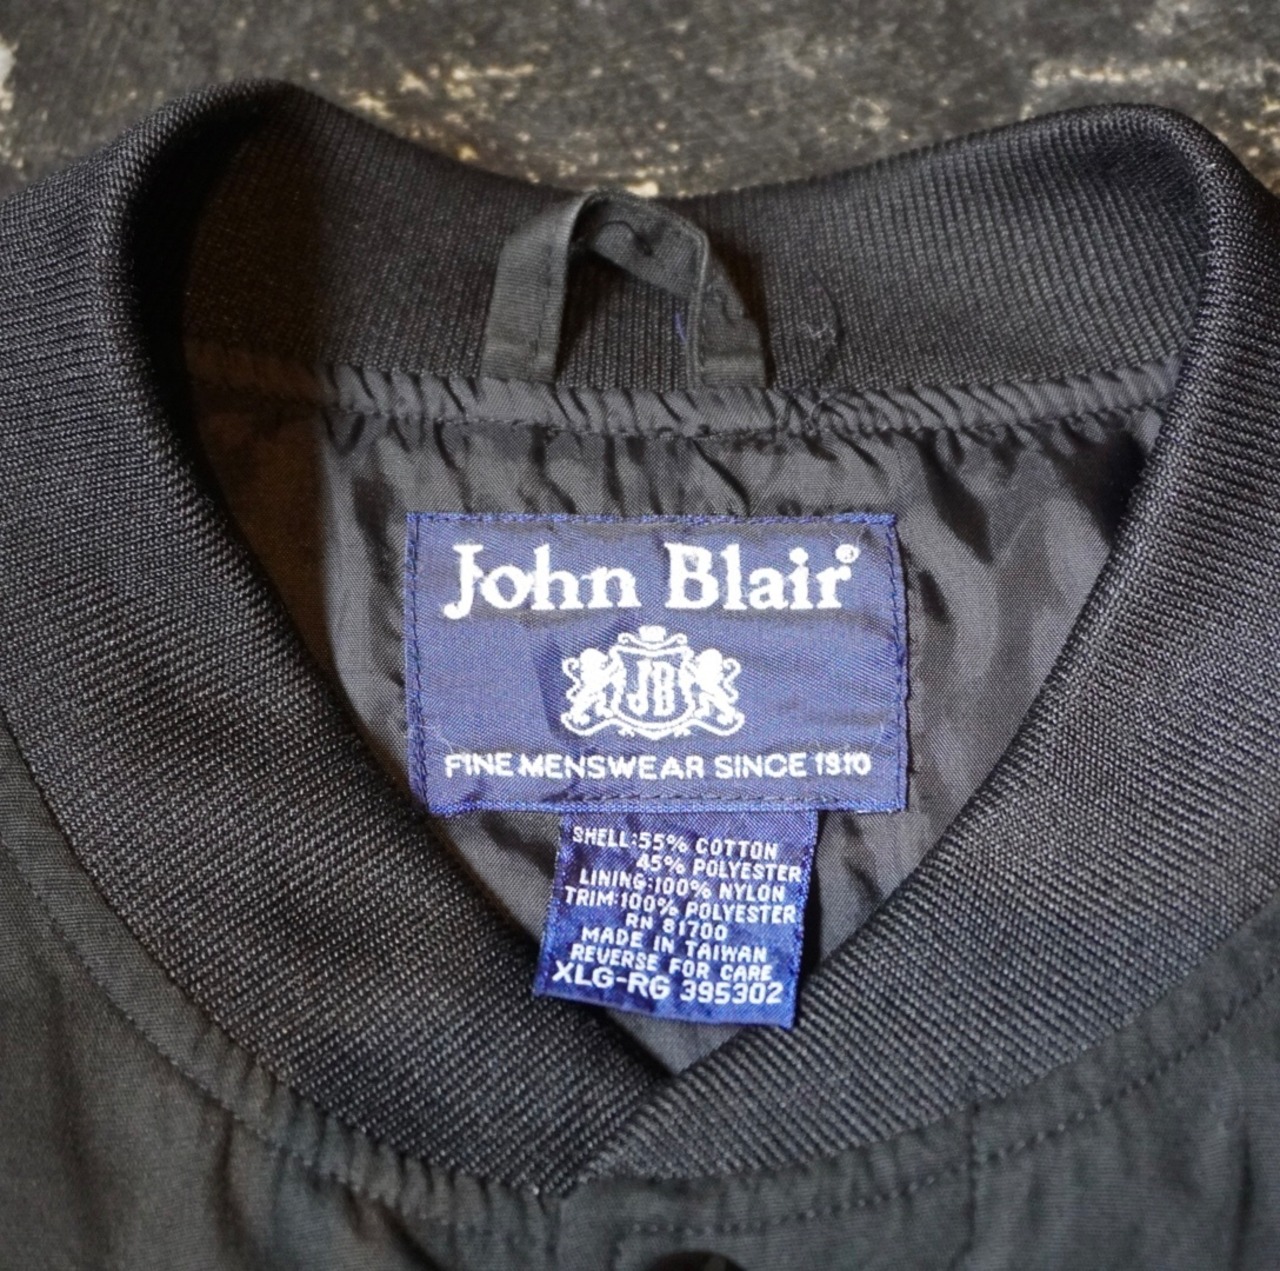 John Blair®
JB
FINE MENSWEAR SINCE 1910
SHELL:55% COTTON
45% POLYESTER
LINING:100% NYLON
TRIM:100% POLYESTER
RN 81700
MADE IN TAIWAN
REVERSE FOR CARE
XLG-RG 395302